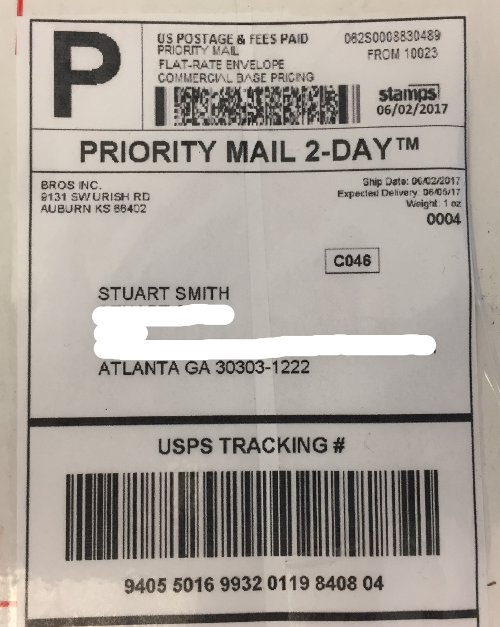 P
US POSTAGE & FEES PAID
PRIORITY MAIL
FLAT-RATE ENVELOPE
COMMERCIAL BASE PRICING
062S0008830489
FROM 10023
stamps
06/02/2017
PRIORITY MAIL 2-DAY™
BROS INC.
9131 SW URISH RD
AUBURN KS 66402
Ship Date: 06/02/2017
Expected Delivery: 06/05/17
Weight: 1 oz
0004
C046
STUART SMITH
ATLANTA GA 30303-1222
USPS TRACKING #
9405 5016 9932 0119 8408 04